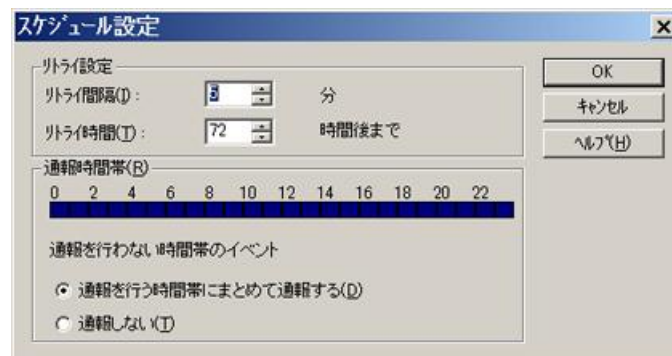 スケジュール設定
リトライ設定
リトライ間隔(I): 5 分
リトライ時間(T): 72 時間後まで
通報時間帯(R)
0 2 4 6 8 10 12 14 16 18 20 22
通報を行わない時間帯のイベント
通報を行う時間帯にまとめて通報する(D)
通報しない(T)
OK
キャンセル
ヘルプ(H)